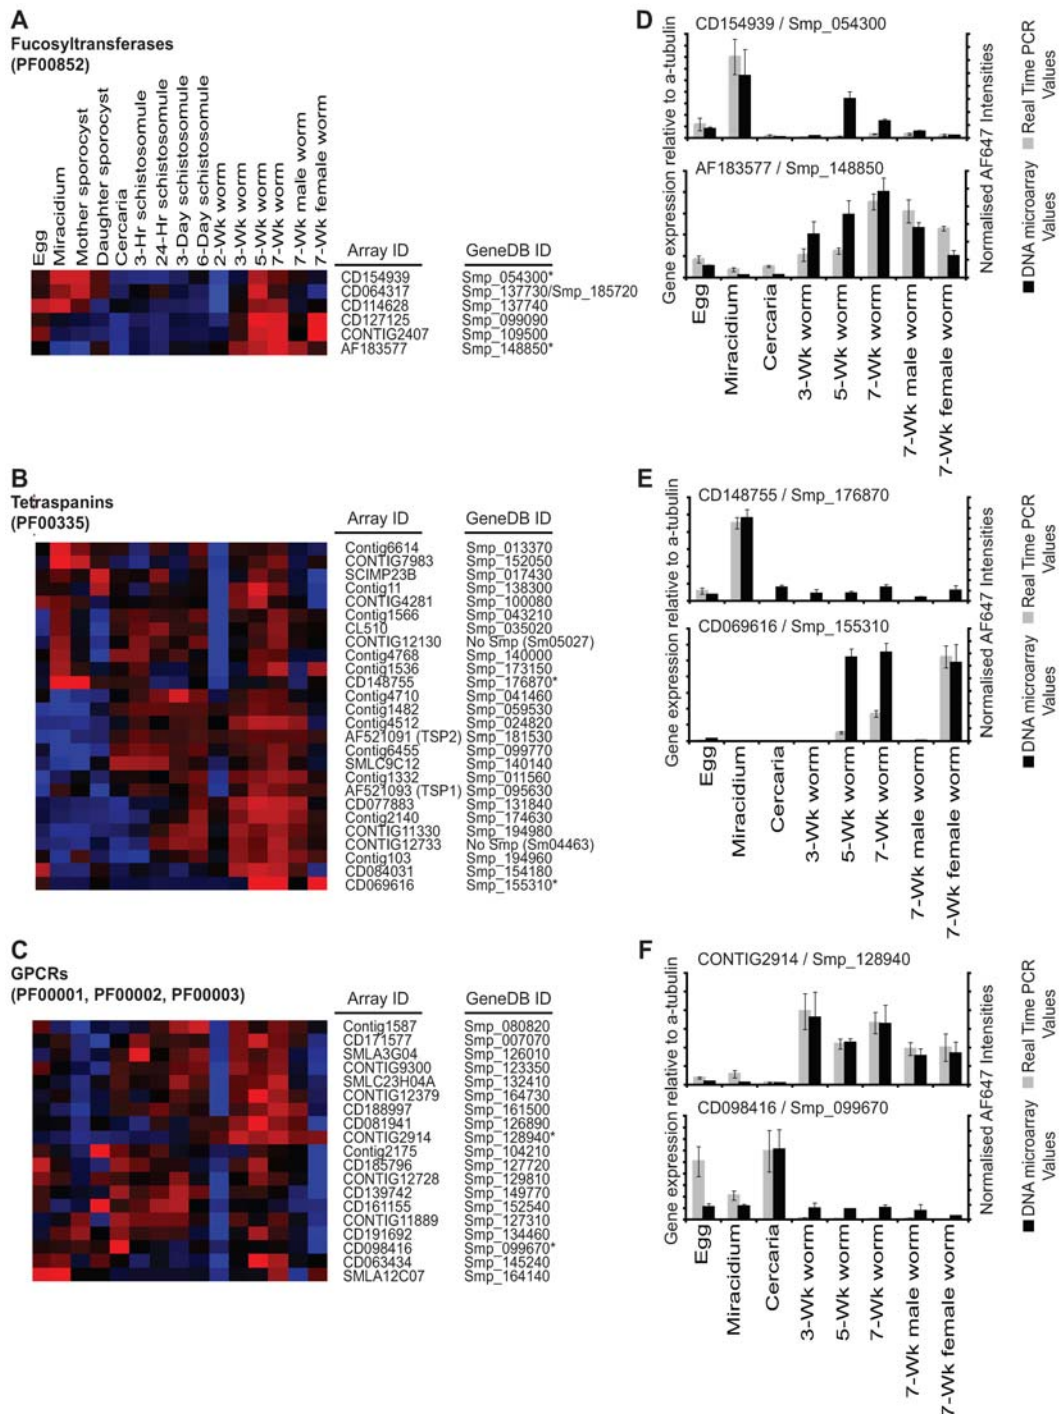 A
Fucosyltransferases
(PF00852)
Egg
Miracidium
Mother sporocyst
Daughter sporocyst
Cercaria
3-Hr schistosomule
24-Hr schistosomule
3-Day schistosomule
6-Day schistosomule
2-Wk worm
3-Wk worm
5-Wk worm
7-Wk worm
7-Wk male worm
7-Wk female worm
Array ID GeneDB ID
CD154939 Smp_054300*
CD064317 Smp_137730/Smp_185720
CD114628 Smp_137740
CD127125 Smp_099090
CONTIG2407 Smp_109500
AF183577 Smp_148850*
B
Tetraspanins
(PF00335)
Array ID GeneDB ID
Contig6614 Smp_013370
CONTIG7983 Smp_152050
SCIMP23B Smp_017430
Contig11 Smp_138300
CONTIG4281 Smp_100080
Contig1566 Smp_043210
CL510 Smp_035020
CONTIG12130 No Smp (Sm05027)
Contig4768 Smp_140000
Contig1536 Smp_173150
CD148755 Smp_176870*
Contig4710 Smp_041460
Contig1482 Smp_059530
Contig4512 Smp_024820
AF521091 (TSP2) Smp_181530
Contig6455 Smp_099770
SMLC9C12 Smp_140140
Contig1332 Smp_011560
AF521093 (TSP1) Smp_095630
CD077883 Smp_131840
Contig2140 Smp_174630
CONTIG11330 Smp_194980
CONTIG12733 No Smp (Sm04463)
Contig103 Smp_194960
CD084031 Smp_154180
CD069616 Smp_155310*
C
GPCRs
(PF00001, PF00002, PF00003)
Array ID GeneDB ID
Contig1587 Smp_080820
CD171577 Smp_007070
SMLA3G04 Smp_126010
CONTIG9300 Smp_123350
SMLC23H04A Smp_132410
CONTIG12379 Smp_164730
CD188997 Smp_161500
CD081941 Smp_126890
CONTIG2914 Smp_128940*
Contig2175 Smp_104210
CD185796 Smp_127720
CONTIG12728 Smp_129810
CD139742 Smp_149770
CD161155 Smp_152540
CONTIG11889 Smp_127310
CD191692 Smp_134460
CD098416 Smp_099670*
CD063434 Smp_145240
SMLA12C07 Smp_164140
D
CD154939 / Smp_054300
AF183577 / Smp_148850
Gene expression relative to a-tubulin
Normalised AF647 Intensities
DNA microarray Real Time PCR
Values Values
Egg
Miracidium
Cercaria
3-Wk worm
5-Wk worm
7-Wk worm
7-Wk male worm
7-Wk female worm
E
CD148755 / Smp_176870
CD069616 / Smp_155310
Gene expression relative to a-tubulin
Normalised AF647 Intensities
DNA microarray Real Time PCR
Values Values
Egg
Miracidium
Cercaria
3-Wk worm
5-Wk worm
7-Wk worm
7-Wk male worm
7-Wk female worm
F
CONTIG2914 / Smp_128940
CD098416 / Smp_099670
Gene expression relative to a-tubulin
Normalised AF647 Intensities
DNA microarray Real Time PCR
Values Values
Egg
Miracidium
Cercaria
3-Wk worm
5-Wk worm
7-Wk worm
7-Wk male worm
7-Wk female worm